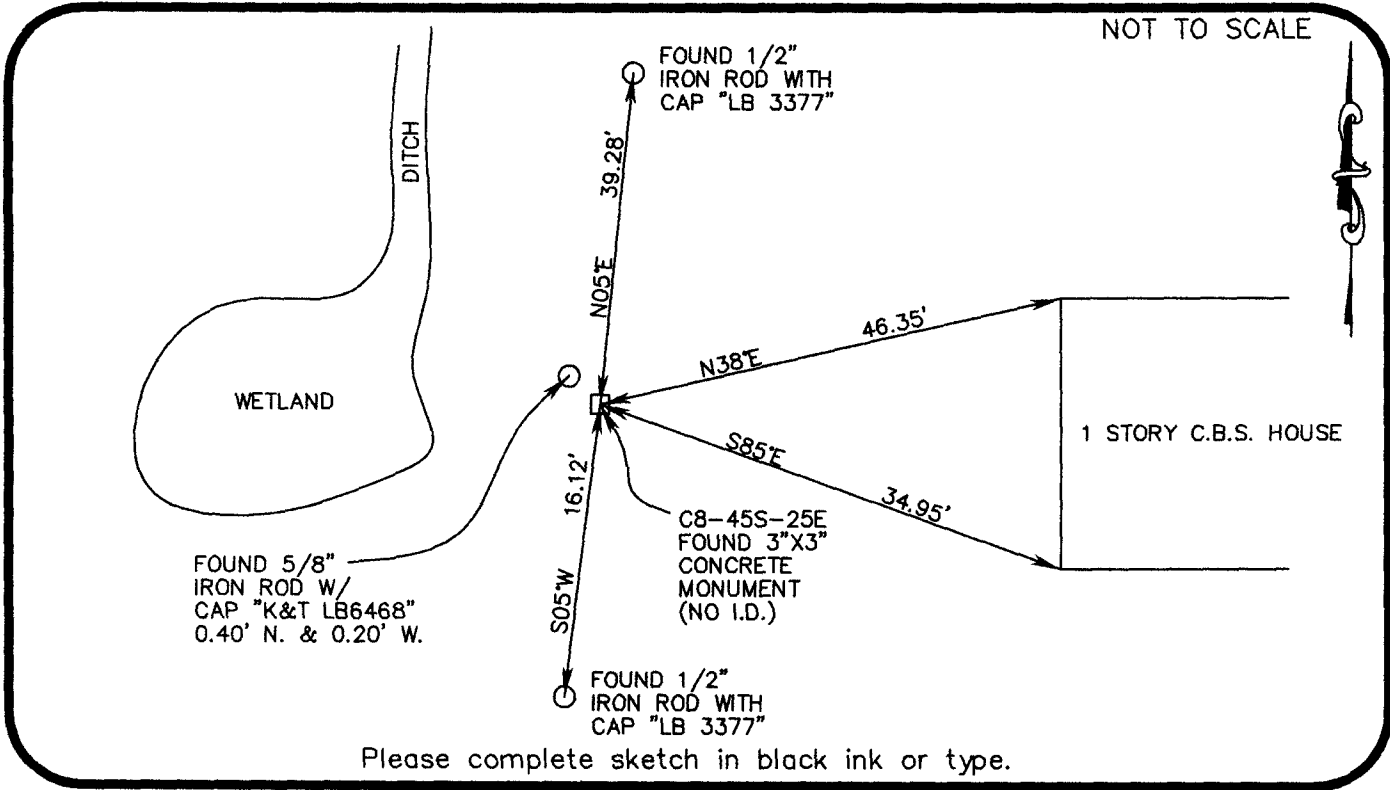 NOT TO SCALE
FOUND 1/2"
IRON ROD WITH
CAP "LB 3377"
DITCH
39.28'
N05°E
46.35'
N38°E
WETLAND
1 STORY C.B.S. HOUSE
S85°E
34.95'
16.12'
S05°W
C8-45S-25E
FOUND 3"X3"
CONCRETE
MONUMENT
(NO I.D.)
FOUND 5/8"
IRON ROD W/
CAP "K&T LB6468"
0.40' N. & 0.20' W.
FOUND 1/2"
IRON ROD WITH
CAP "LB 3377"
Please complete sketch in black ink or type.